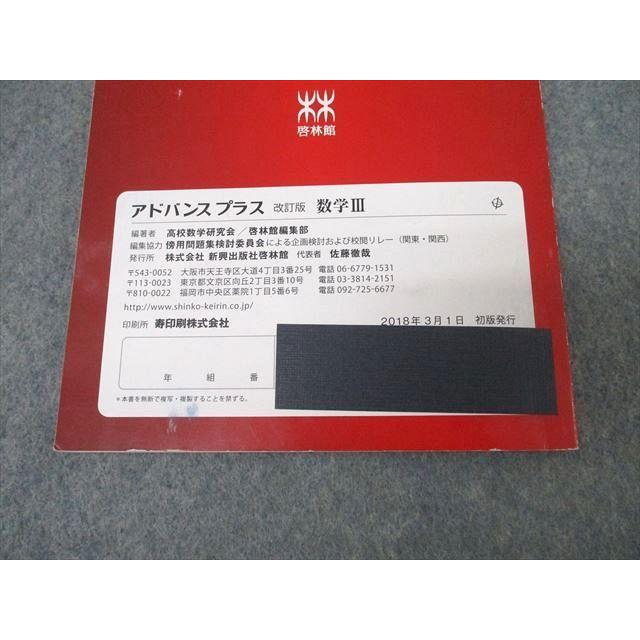 啓林館
アドバンス プラス 改訂版 数学Ⅲ
編著者 高校数学研究会／啓林館編集部
編集協力 傍用問題集検討委員会による企画検討および校閲リレー（関東・関西）
発行所 株式会社 新興出版社啓林館 代表者 佐藤徹哉
〒543-0052 大阪市天王寺区大道4丁目3番25号 電話 06-6779-1531
〒113-0023 東京都文京区向丘2丁目3番10号 電話 03-3814-2151
〒810-0022 福岡市中央区薬院1丁目5番6号 電話 092-725-6677
http://www.shinko-keirin.co.jp/
印刷所 寿印刷株式会社
2018年3月1日 初版発行
年 組 番
＊本書を無断で複写・複製することを禁ずる。